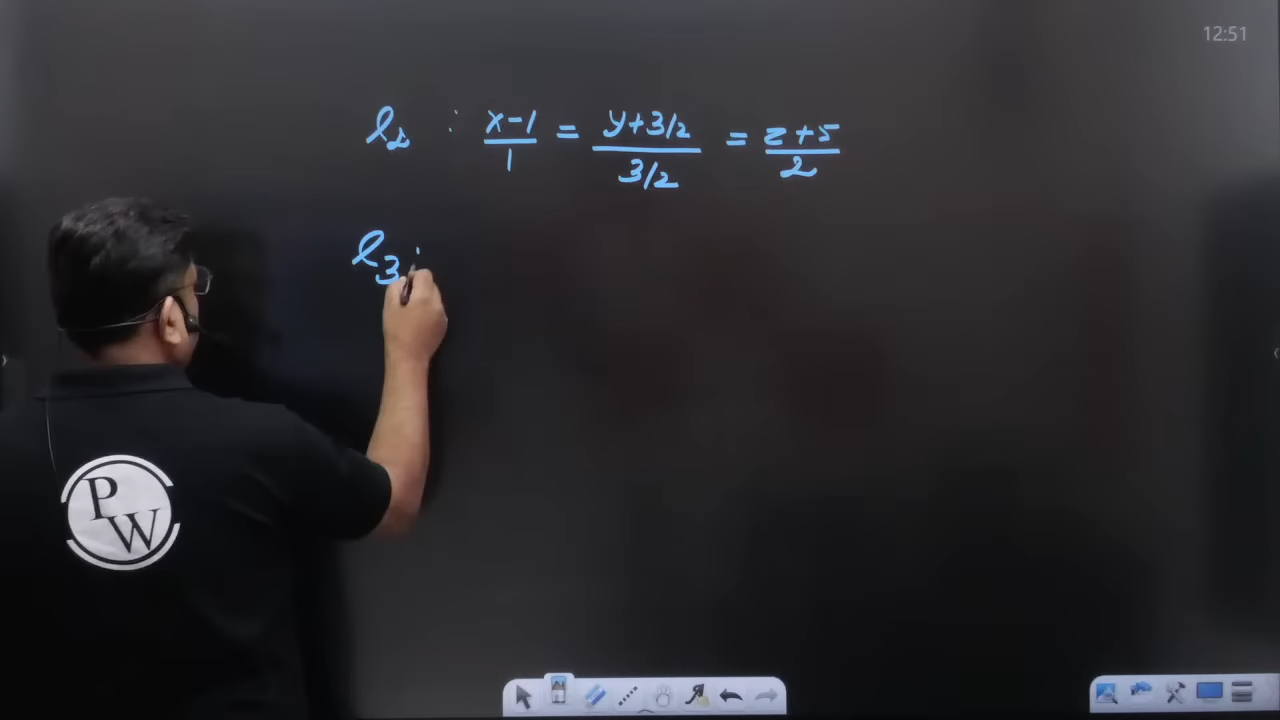 12:51
l₂ : x-1/1 = y+3/2/3/2 = z+5/2
l₃:
PW